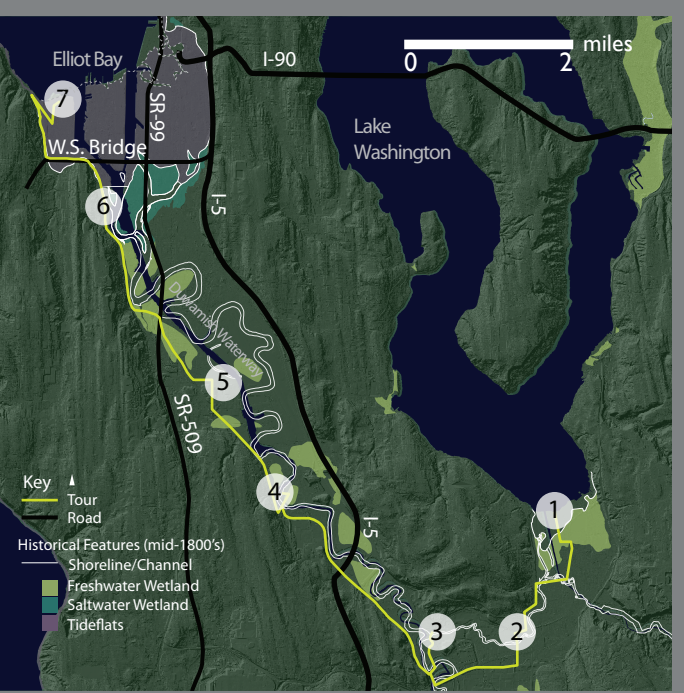 Elliot Bay
I-90
miles
0
2
7
SR-99
Lake
Washington
W.S. Bridge
6
I-5
Duwamish Waterway
5
SR-509
4
1
I-5
3
2
Key
Tour
Road
Historical Features (mid-1800's)
Shoreline/Channel
Freshwater Wetland
Saltwater Wetland
Tideflats